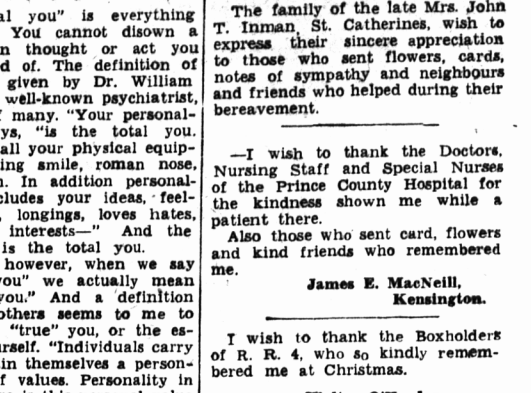 al you" is everything
You cannot disown a
n thought or act you
d of. The definition of
given by Dr. William
well-known psychiatrist,
many. "Your personal-
ys, "is the total you.
all your physical equip-
ing smile, roman nose,
In addition personal-
cludes your ideas, feel-
, longings, loves hates,
interests—" And the
is the total you.
however, when we say
you" we actually mean
you." And a definition
others seems to me to
"true" you, or the es-
urself. "Individuals carry
in themselves a person-
f values. Personality in
The family of the late Mrs. John
T. Inman, St. Catherines, wish to
express their sincere appreciation
to those who sent flowers, cards,
notes of sympathy and neighbours
and friends who helped during their
bereavement.
—I wish to thank the Doctors,
Nursing Staff and Special Nurses
of the Prince County Hospital for
the kindness shown me while a
patient there.
Also those who sent card, flowers
and kind friends who remembered
me.
James E. MacNeill,
Kensington.
I wish to thank the Boxholders
of R. R. 4, who so kindly remem-
bered me at Christmas.